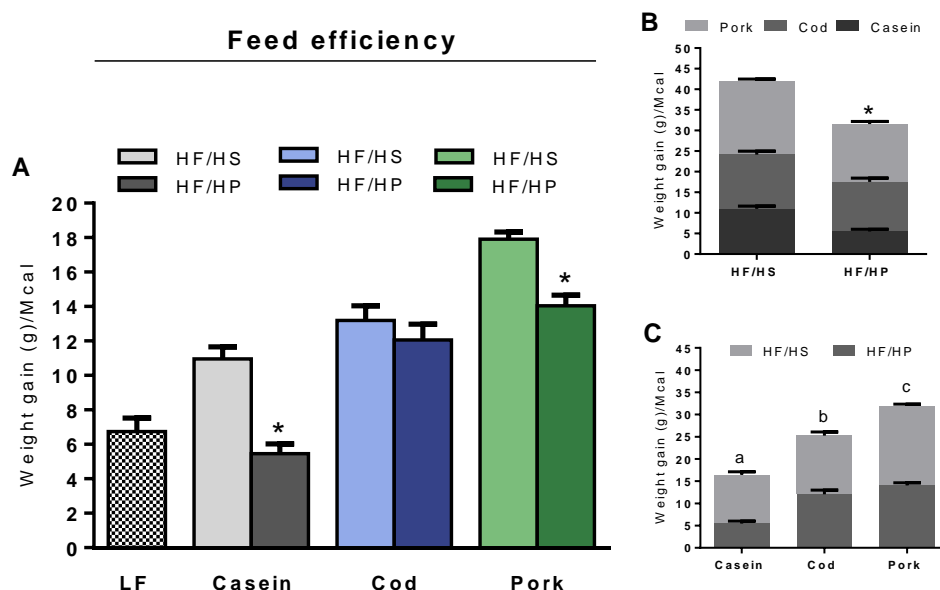 Feed efficiency
A
HF/HS HF/HS HF/HS
HF/HP HF/HP HF/HP
Weight gain (g)/Mcal
20
18
16
14
12
10
8
6
4
2
0
* *
LF Casein Cod Pork
B
Pork Cod Casein
Weight gain (g)/Mcal
50
45
40
35
30
25
20
15
10
5
0
*
HF/HS HF/HP
C
HF/HS HF/HP
Weight gain (g)/Mcal
45
40
35
30
25
20
15
10
5
0
a b c
Casein Cod Pork